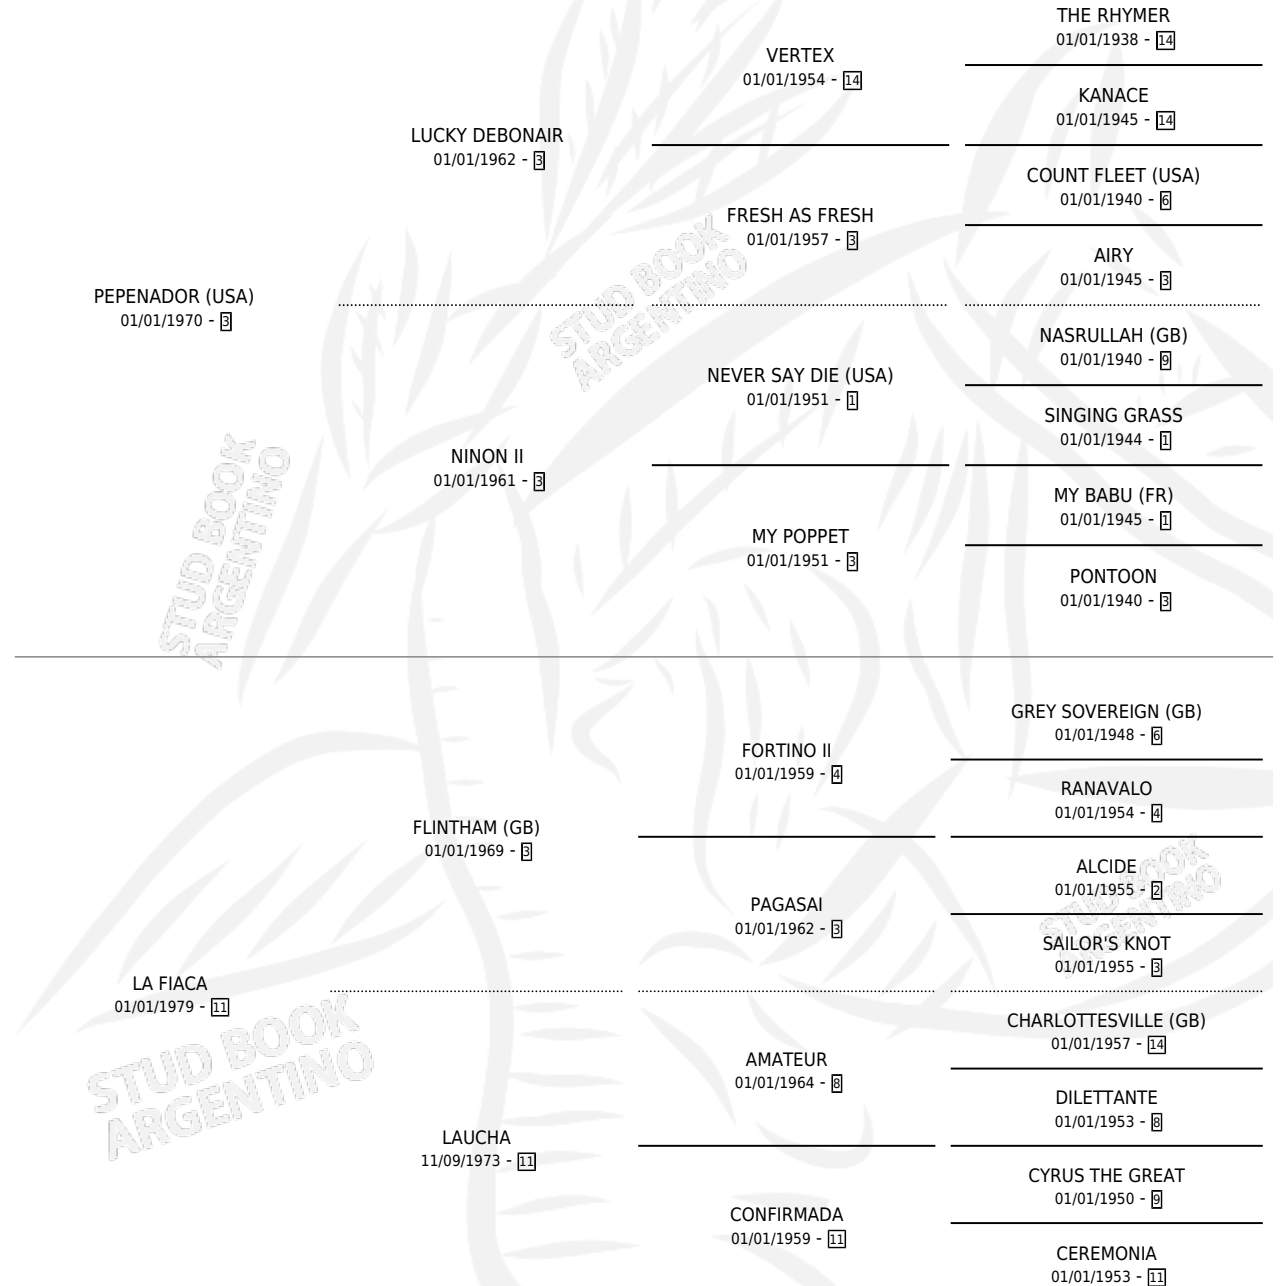 THE RHYMER
01/01/1938 - 14
VERTEX
01/01/1954 - 14
KANACE
01/01/1945 - 14
LUCKY DEBONAIR
01/01/1962 - 3
COUNT FLEET (USA)
01/01/1940 - 6
FRESH AS FRESH
01/01/1957 - 3
AIRY
01/01/1945 - 3
PEPENADOR (USA)
01/01/1970 - 3
STUD BOOK
ARGENTINO
NASRULLAH (GB)
01/01/1940 - 9
NEVER SAY DIE (USA)
01/01/1951 - 1
SINGING GRASS
01/01/1944 - 1
NINON II
01/01/1961 - 3
MY BABU (FR)
01/01/1945 - 1
MY POPPET
01/01/1951 - 3
PONTOON
01/01/1940 - 3
STUD BOOK
ARGENTINO
GREY SOVEREIGN (GB)
01/01/1948 - 6
FORTINO II
01/01/1959 - 4
RANAVALO
01/01/1954 - 4
FLINTHAM (GB)
01/01/1969 - 3
ALCIDE
01/01/1955 - 2
PAGASAI
01/01/1962 - 3
SAILOR'S KNOT
01/01/1955 - 3
STUD BOOK
ARGENTINO
LA FIACA
01/01/1979 - 11
CHARLOTTESVILLE (GB)
01/01/1957 - 14
AMATEUR
01/01/1964 - 8
DILETTANTE
01/01/1953 - 8
STUD BOOK
ARGENTINO
LAUCHA
11/09/1973 - 11
CYRUS THE GREAT
01/01/1950 - 9
CONFIRMADA
01/01/1959 - 11
CEREMONIA
01/01/1953 - 11